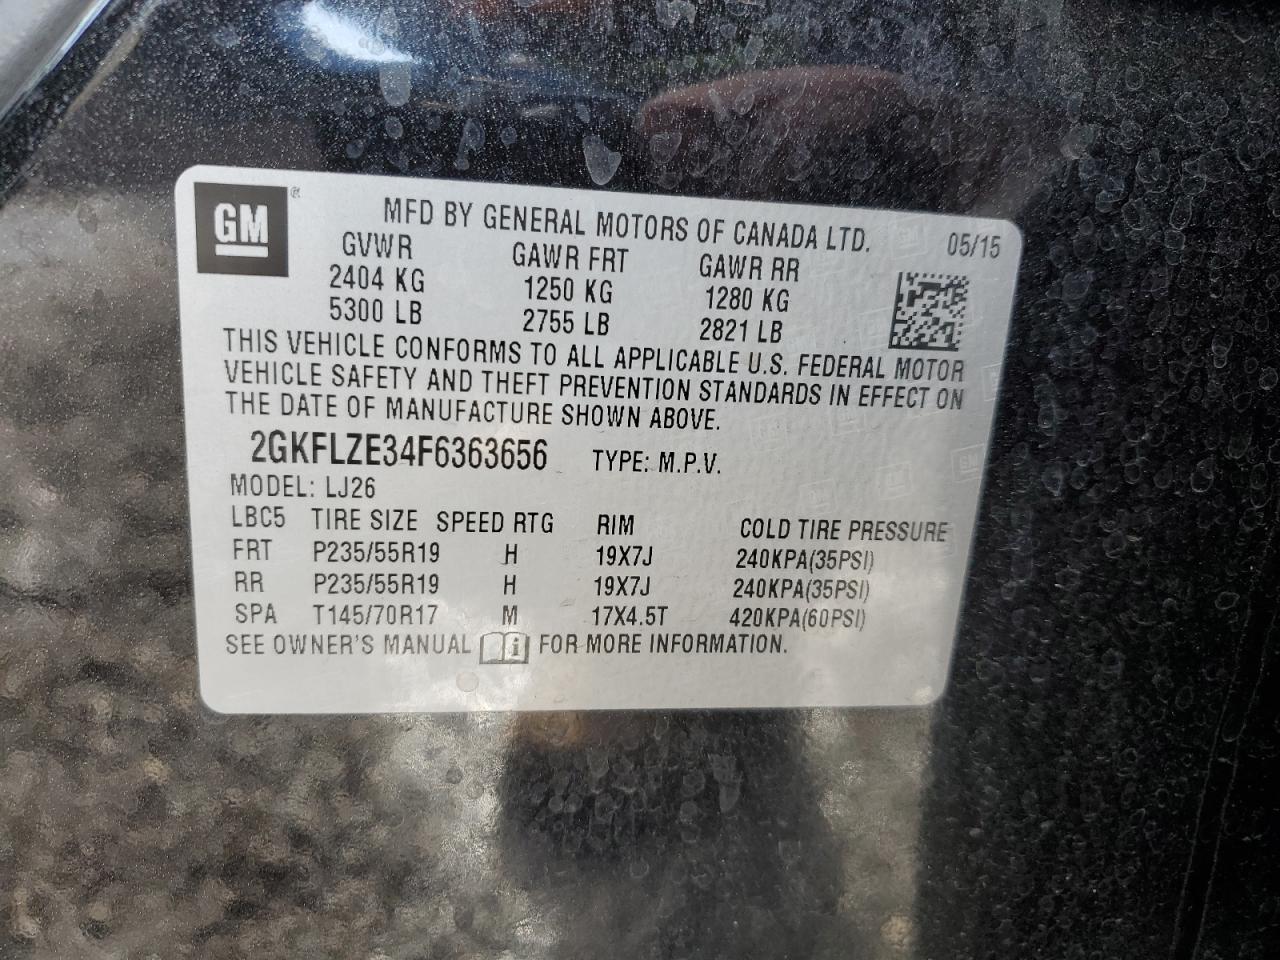 GM
MFD BY GENERAL MOTORS OF CANADA LTD. 05/15
GVWR GAWR FRT GAWR RR
2404 KG 1250 KG 1280 KG
5300 LB 2755 LB 2821 LB
THIS VEHICLE CONFORMS TO ALL APPLICABLE U.S. FEDERAL MOTOR
VEHICLE SAFETY AND THEFT PREVENTION STANDARDS IN EFFECT ON
THE DATE OF MANUFACTURE SHOWN ABOVE.
2GKFLZE34F6363656 TYPE: M.P.V.
MODEL: LJ26
LBC5 TIRE SIZE SPEED RTG RIM COLD TIRE PRESSURE
FRT P235/55R19 H 19X7J 240KPA(35PSI)
RR P235/55R19 H 19X7J 240KPA(35PSI)
SPA T145/70R17 M 17X4.5T 420KPA(60PSI)
SEE OWNER'S MANUAL FOR MORE INFORMATION.